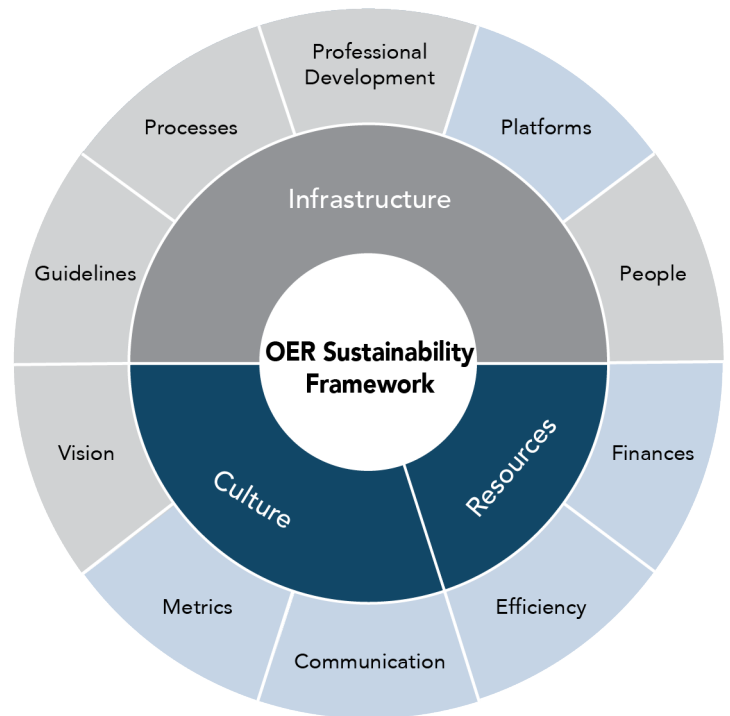 Professional
Development
Processes
Platforms
Infrastructure
Guidelines
People
OER Sustainability
Framework
Vision
Culture
Resources
Finances
Metrics
Efficiency
Communication